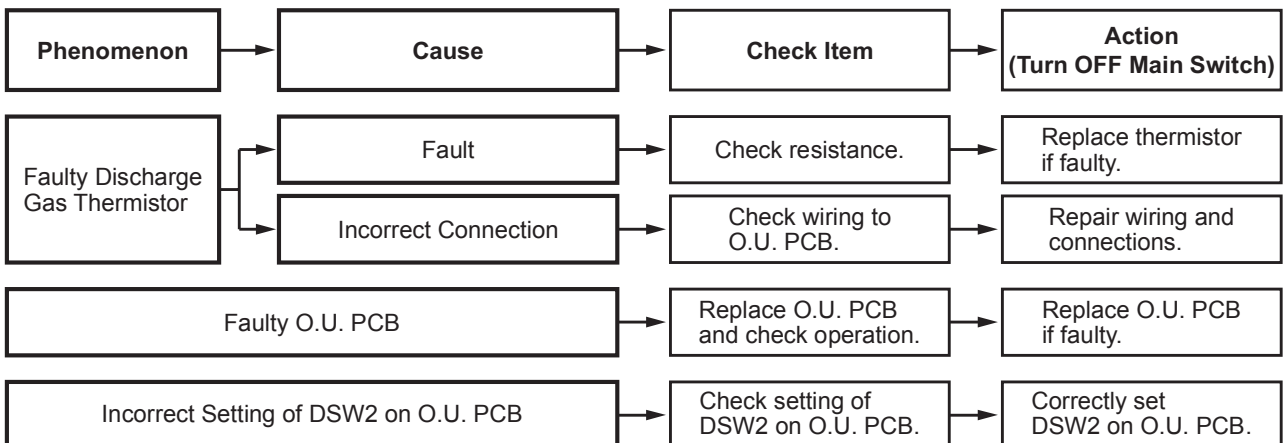 Phenomenon
Cause
Check Item
Action
(Turn OFF Main Switch)
Faulty Discharge
Gas Thermistor
Fault
Check resistance.
Replace thermistor
if faulty.
Incorrect Connection
Check wiring to
O.U. PCB.
Repair wiring and
connections.
Faulty O.U. PCB
Replace O.U. PCB
and check operation.
Replace O.U. PCB
if faulty.
Incorrect Setting of DSW2 on O.U. PCB
Check setting of
DSW2 on O.U. PCB.
Correctly set
DSW2 on O.U. PCB.